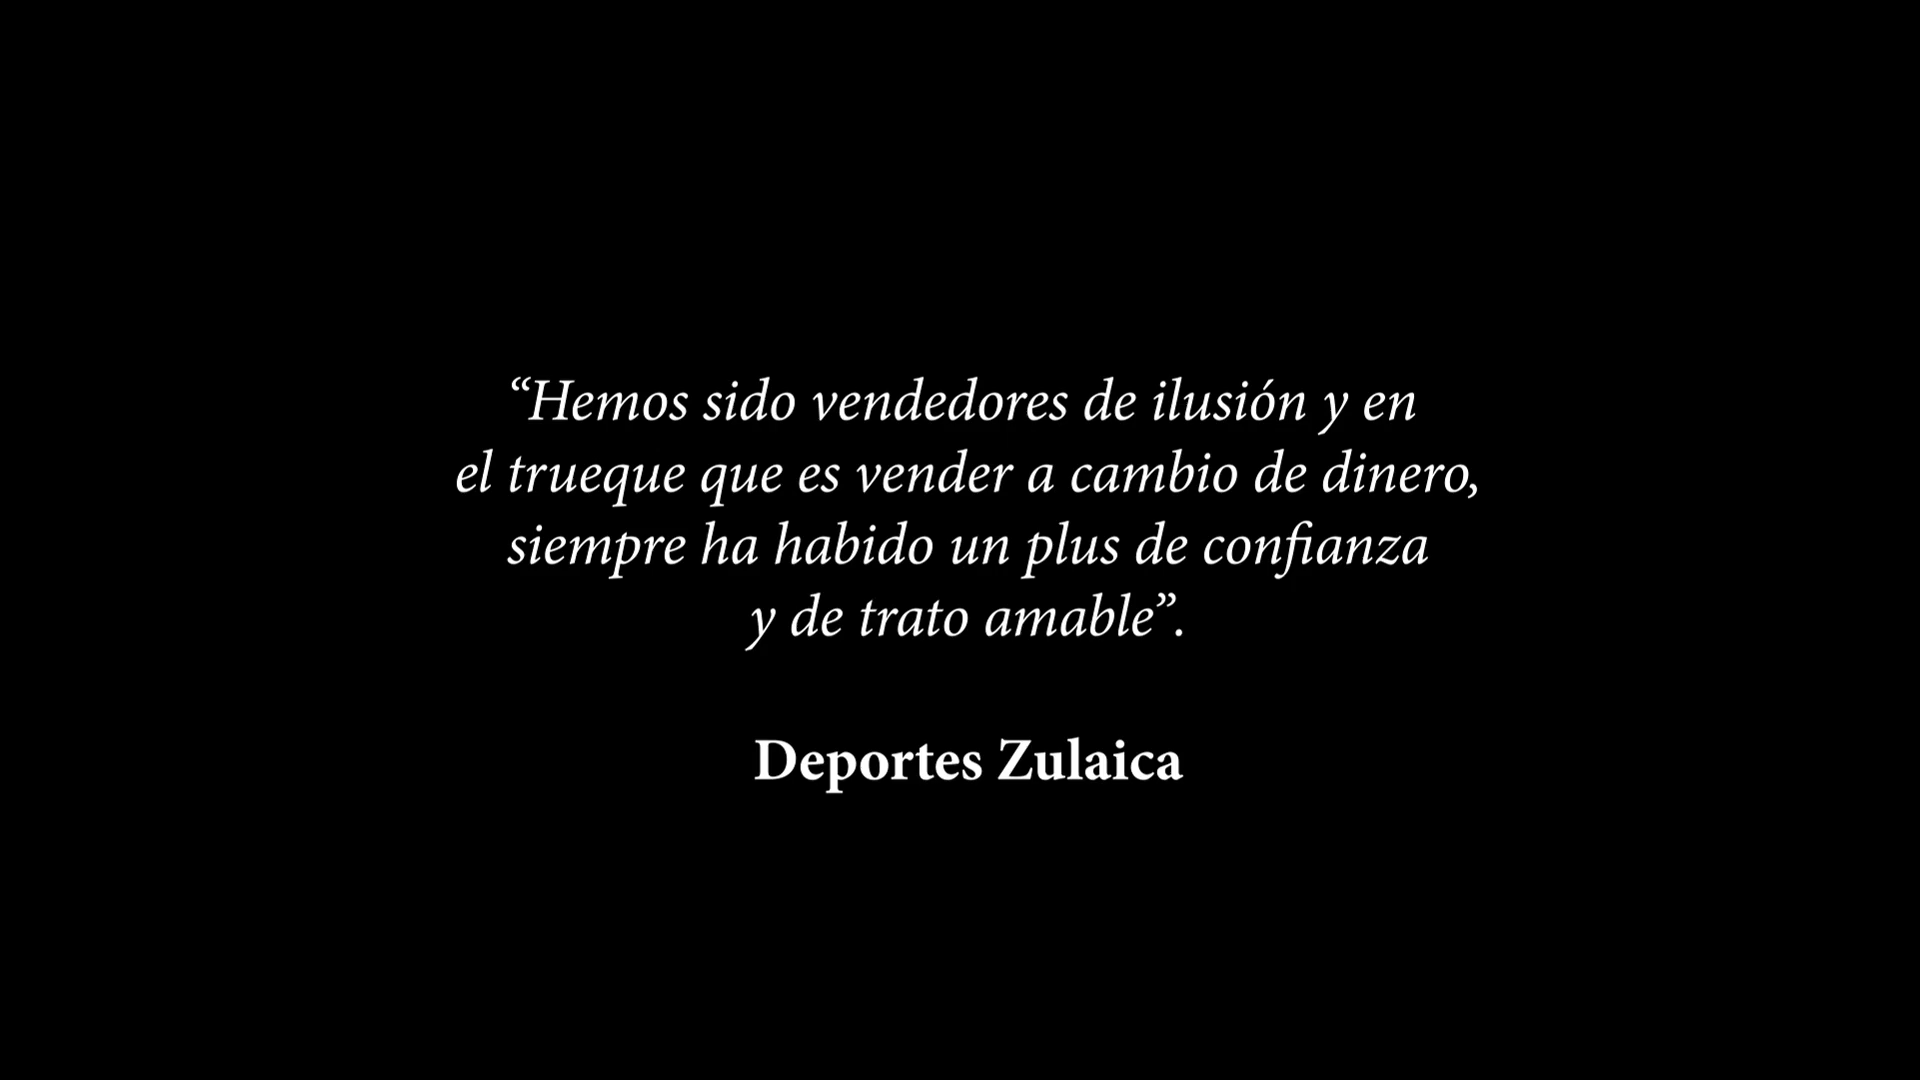 “Hemos sido vendedores de ilusión y en
el trueque que es vender a cambio de dinero,
siempre ha habido un plus de confianza
y de trato amable”.
Deportes Zulaica